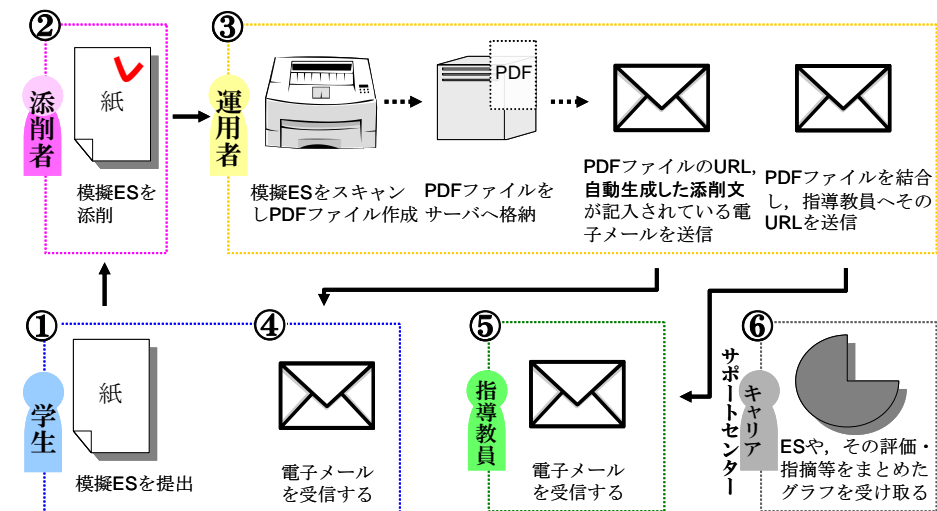 ②
紙
添削者
模擬ESを
添削
③
運用者
模擬ESをスキャン
しPDFファイル作成
PDF
PDFファイルを
サーバへ格納
PDFファイルのURL，
自動生成した添削文
が記入されている電
子メールを送信
PDFファイルを結合
し，指導教員へその
URLを送信
①
紙
学生
模擬ESを提出
④
電子メール
を受信する
⑤
指導教員
電子メール
を受信する
⑥
キャリア
サポートセンター
ESや，その評価・
指摘等をまとめた
グラフを受け取る